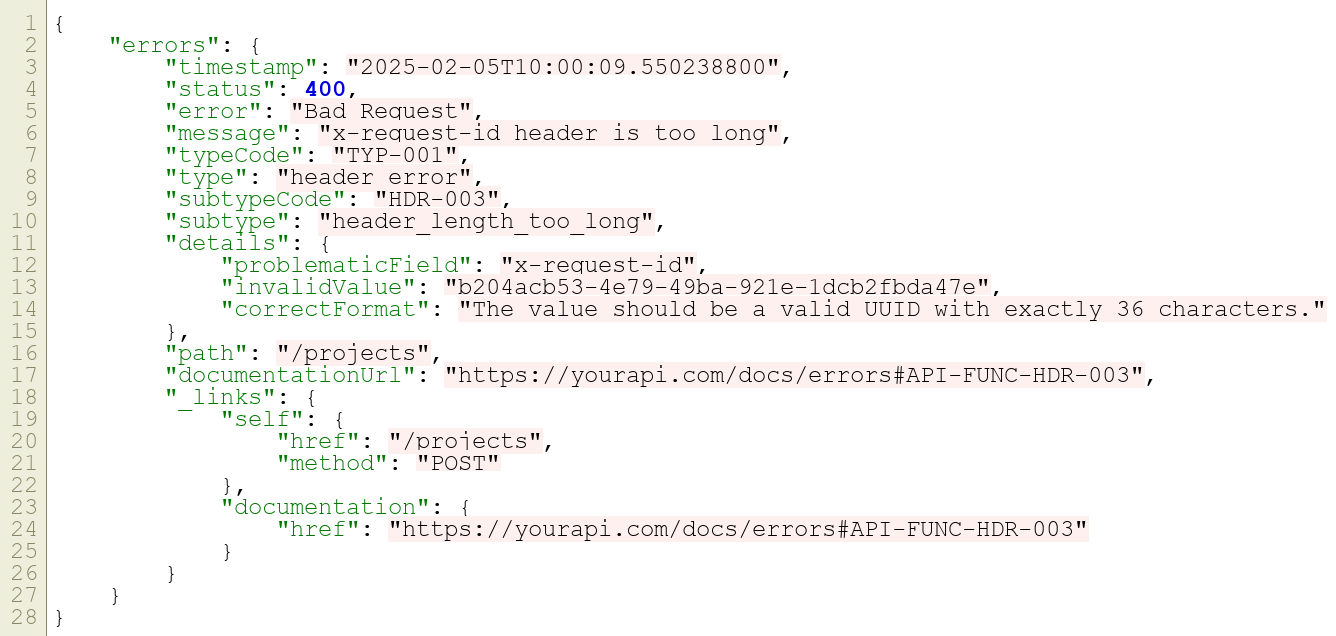 1 {
2     "errors": {
3         "timestamp": "2025-02-05T10:00:09.550238800",
4         "status": 400,
5         "error": "Bad Request",
6         "message": "x-request-id header is too long",
7         "typeCode": "TYP-001",
8         "type": "header error",
9         "subtypeCode": "HDR-003",
10         "subtype": "header_length_too_long",
11         "details": {
12             "problematicField": "x-request-id",
13             "invalidValue": "b204acb53-4e79-49ba-921e-1dcb2fbda47e",
14             "correctFormat": "The value should be a valid UUID with exactly 36 characters."
15         },
16         "path": "/projects",
17         "documentationUrl": "https://yourapi.com/docs/errors#API-FUNC-HDR-003",
18         "_links": {
19             "self": {
20                 "href": "/projects",
21                 "method": "POST"
22             },
23             "documentation": {
24                 "href": "https://yourapi.com/docs/errors#API-FUNC-HDR-003"
25             }
26         }
27     }
28 }